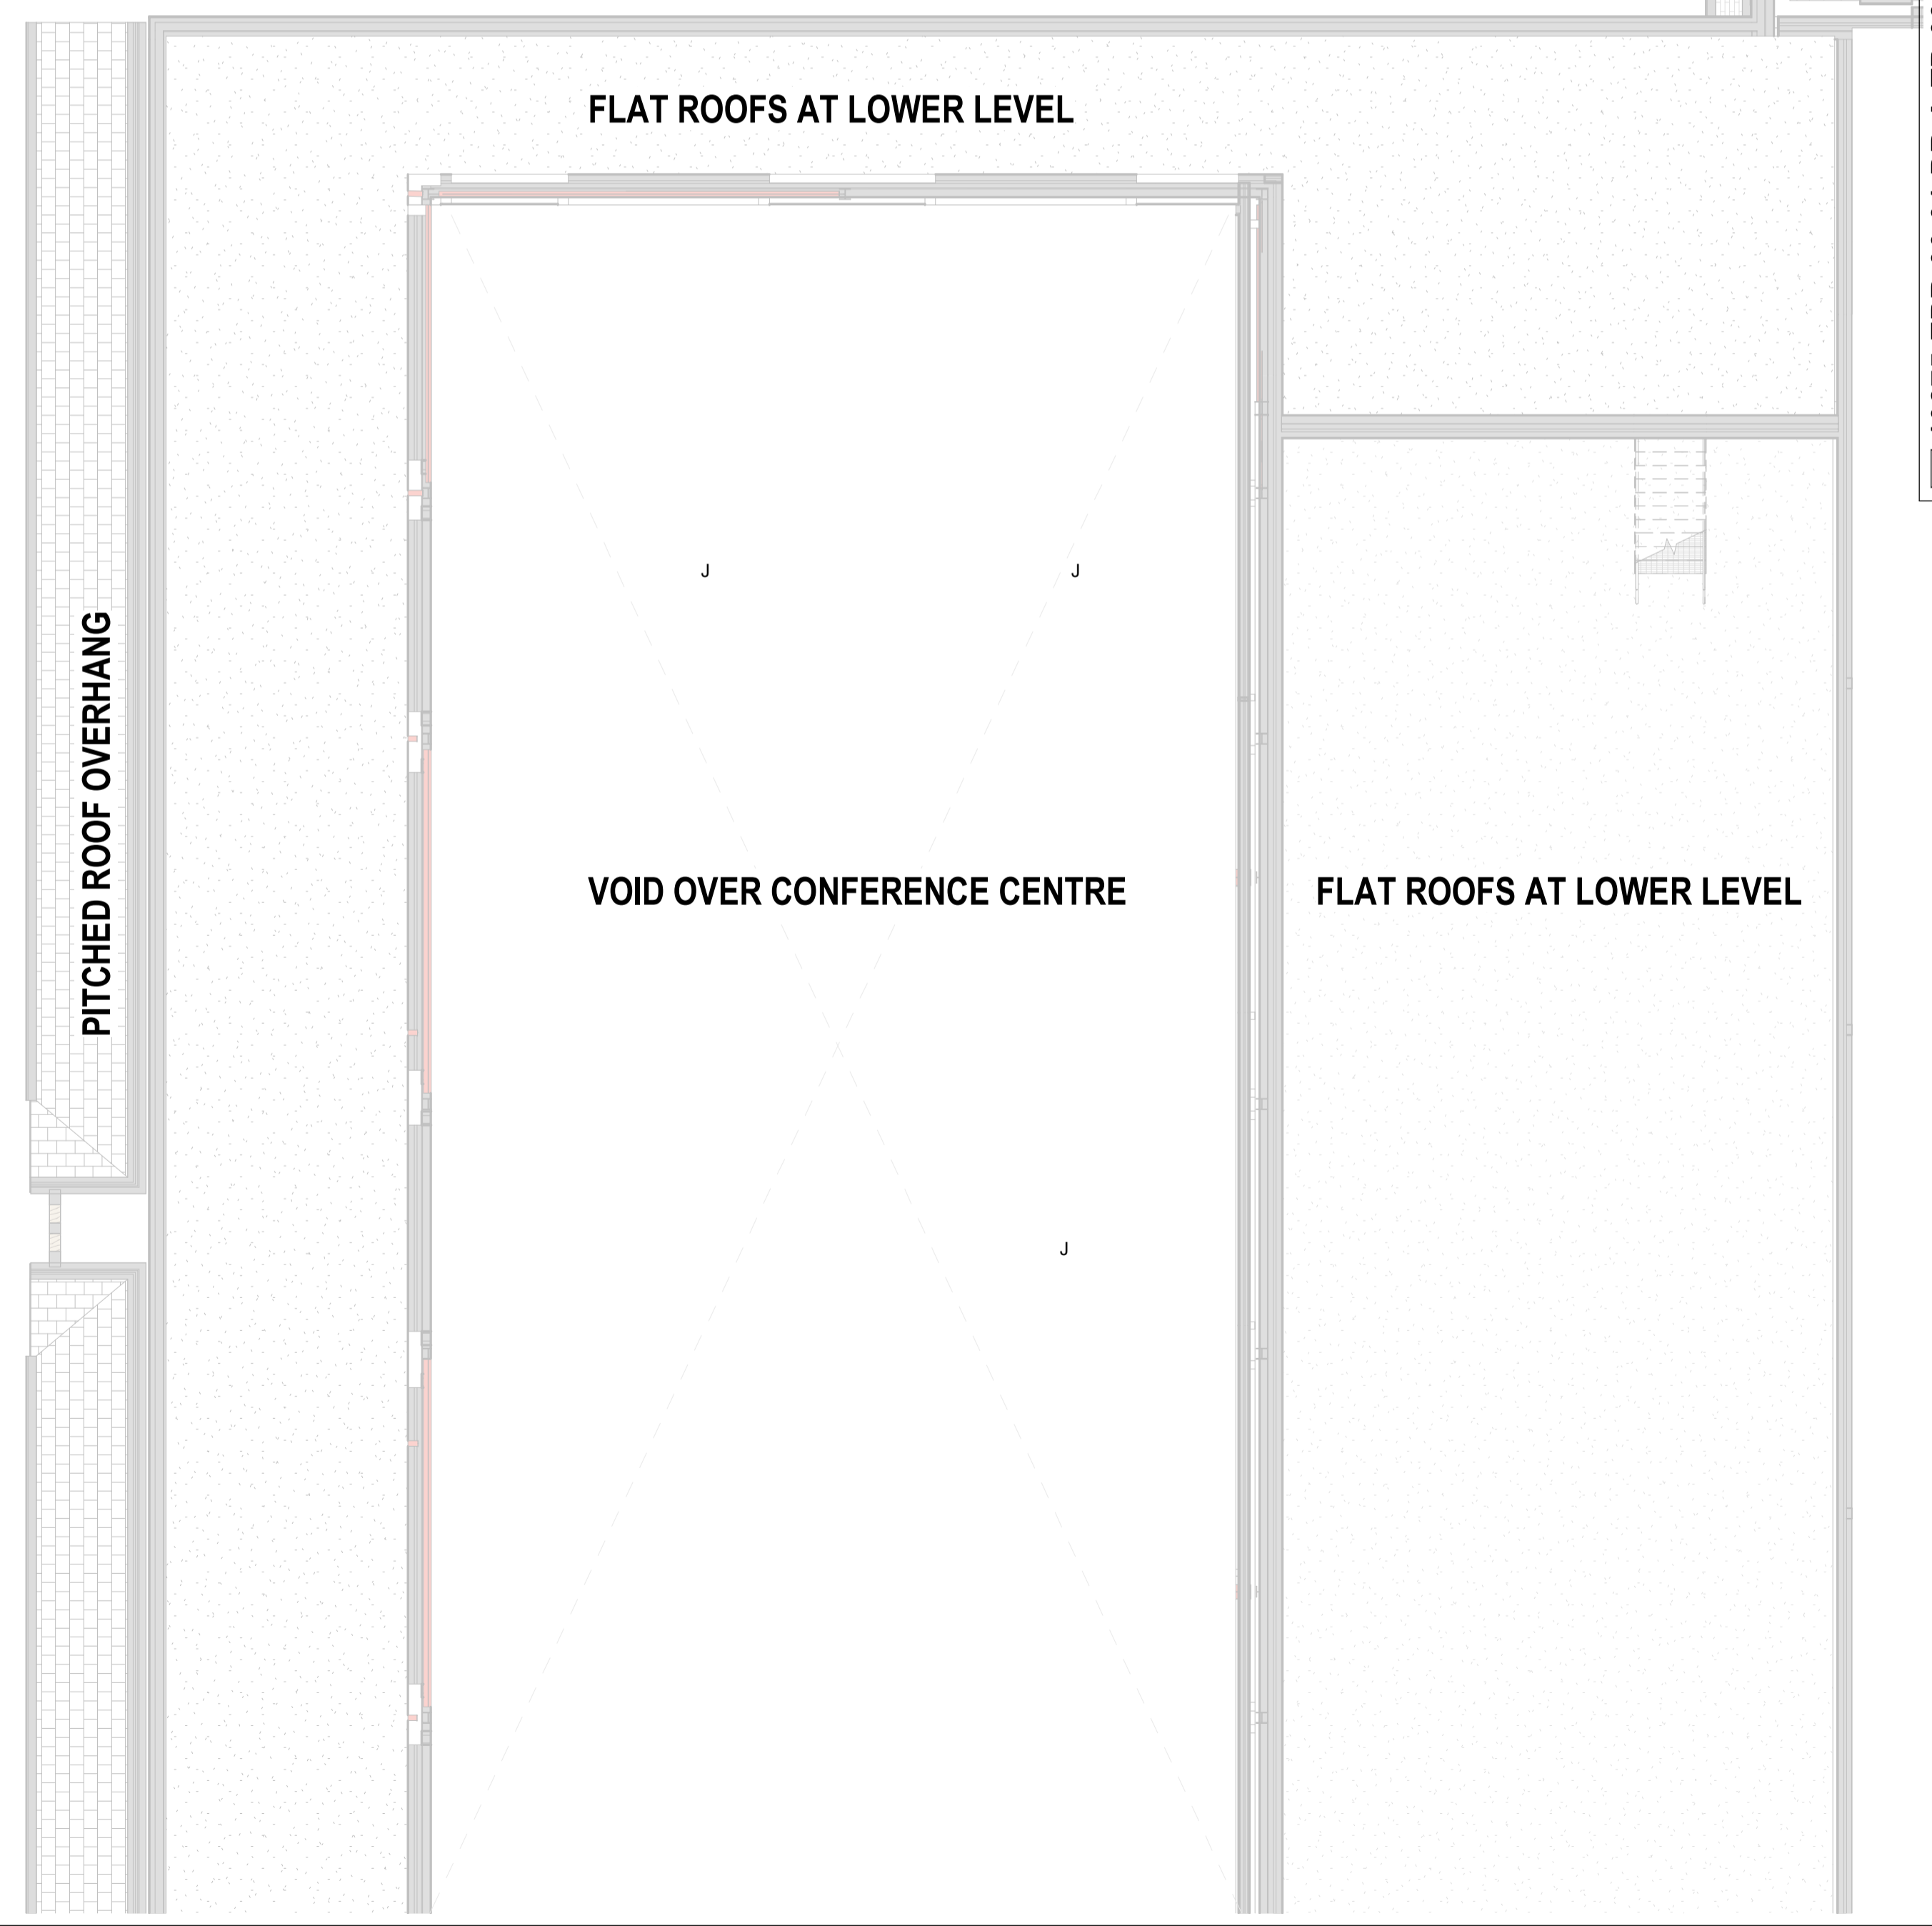 FLAT ROOFS AT LOWER LEVEL
J
J
PITCHED ROOF OVERHANG
VOID OVER CONFERENCE CENTRE
FLAT ROOFS AT LOWER LEVEL
J